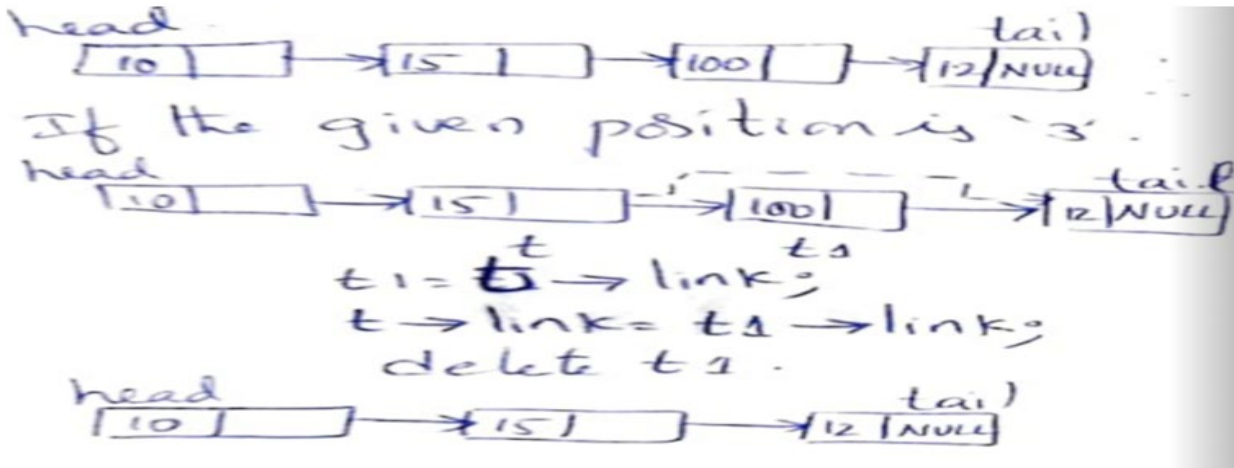 head tail
10 15 100 12 NULL
If the given position is '3'.
head tail
10 15 100 12 NULL
t t1
t1 = t → link;
t → link = t1 → link;
delete t1.
head tail
10 15 12 NULL